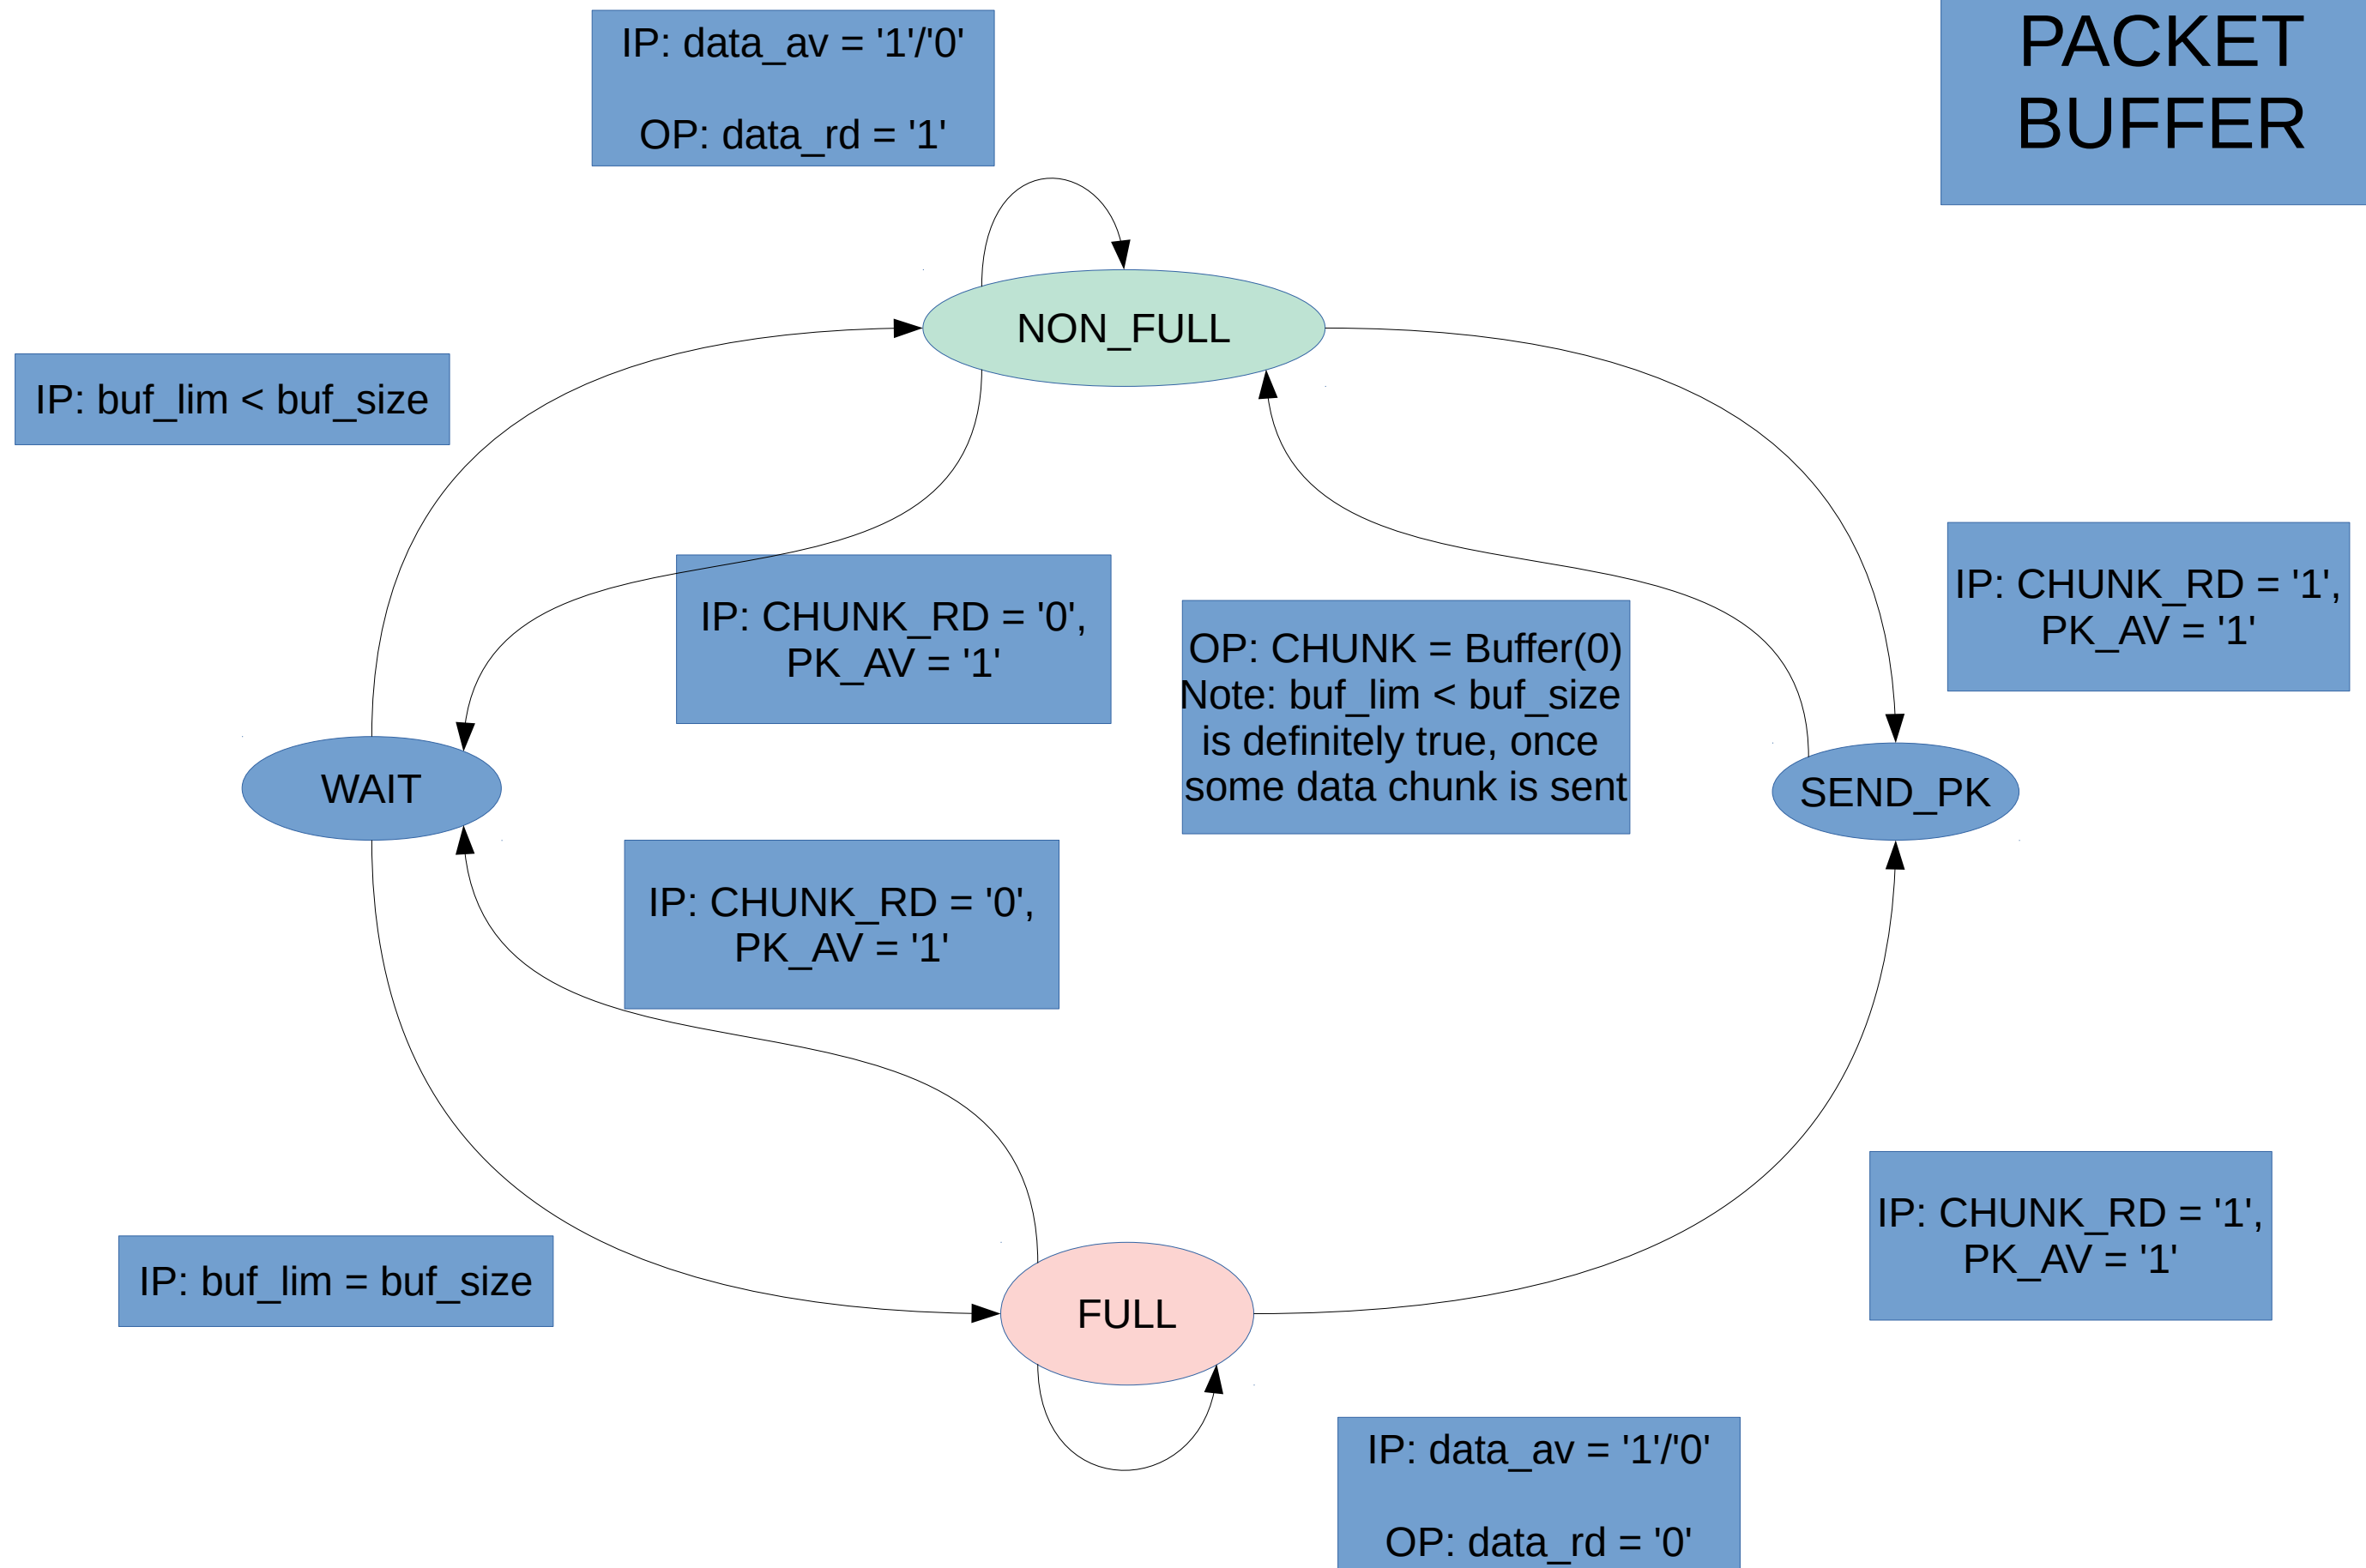 IP: data_av = '1'/'0'
OP: data_rd = '1'
PACKET
BUFFER
NON_FULL
IP: buf_lim < buf_size
IP: CHUNK_RD = '1',
PK_AV = '1'
IP: CHUNK_RD = '0',
PK_AV = '1'
OP: CHUNK = Buffer(0)
Note: buf_lim < buf_size
is definitely true, once
some data chunk is sent
WAIT
SEND_PK
IP: CHUNK_RD = '0',
PK_AV = '1'
IP: CHUNK_RD = '1',
PK_AV = '1'
IP: buf_lim = buf_size
FULL
IP: data_av = '1'/'0'
OP: data_rd = '0'